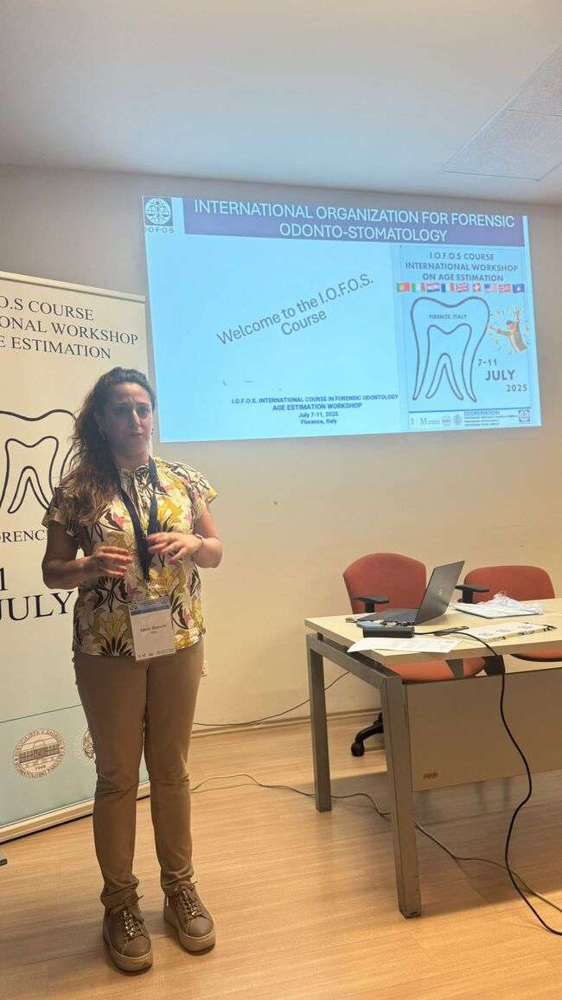 I.O.F.O.S
INTERNATIONAL ORGANIZATION FOR FORENSIC
ODONTO-STOMATOLOGY
Welcome to the I.O.F.O.S.
Course
I.O.F.O.S. INTERNATIONAL COURSE IN FORENSIC ODONTOLOGY
AGE ESTIMATION WORKSHOP
July 7-11, 2025
Florence, Italy
I.O.F.O.S COURSE
INTERNATIONAL WORKSHOP
ON AGE ESTIMATION
FIRENZE, ITALY
7-11
JULY
2025
COORDINATION
.O.S COURSE
ONAL WORKSHOP
E ESTIMATION
ORENC
1
JULY
1948